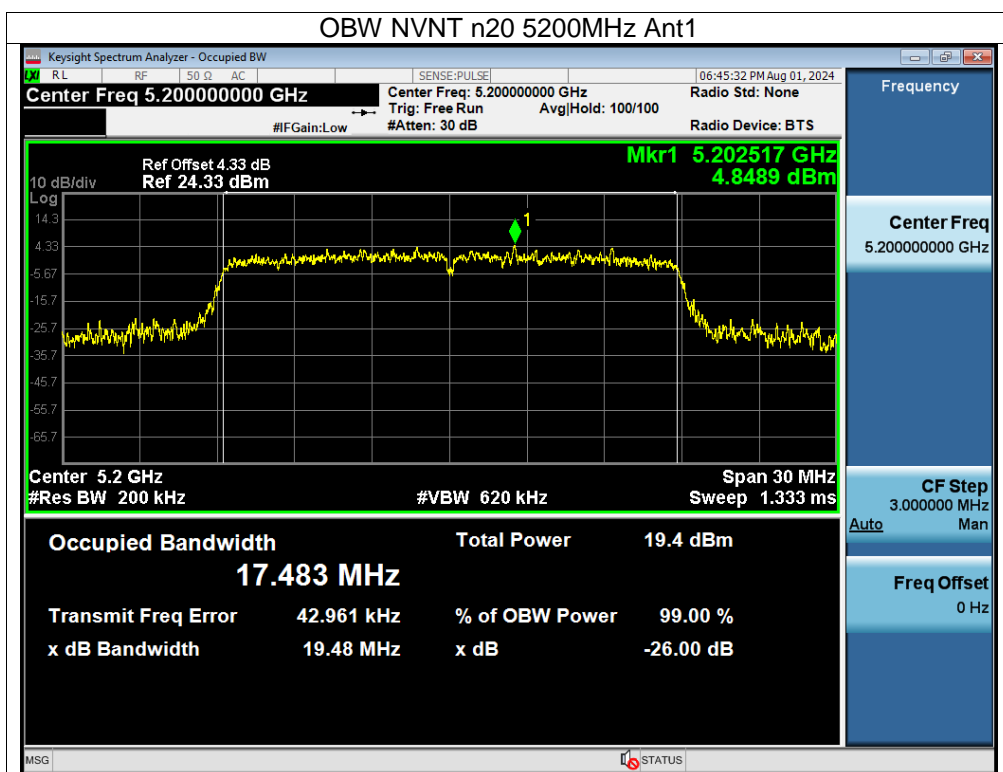 OBW NVNT n20 5200MHz Ant1
Keysight Spectrum Analyzer - Occupied BW
LXI RL RF 50 Ω AC SENSE:PULSE 06:45:32 PM Aug 01, 2024
Center Freq 5.200000000 GHz
Center Freq: 5.200000000 GHz
Radio Std: None
Trig: Free Run Avg|Hold: 100/100
#IFGain:Low #Atten: 30 dB Radio Device: BTS
Frequency
Ref Offset 4.33 dB
10 dB/div Ref 24.33 dBm
Mkr1 5.202517 GHz
4.8489 dBm
Log
14.3
4.33
-5.67
-15.7
-25.7
-35.7
-45.7
-55.7
-65.7
1
Center 5.2 GHz Span 30 MHz
#Res BW 200 kHz #VBW 620 kHz Sweep 1.333 ms
Center Freq
5.200000000 GHz
CF Step
3.000000 MHz
Auto Man
Freq Offset
0 Hz
Occupied Bandwidth Total Power 19.4 dBm
17.483 MHz
Transmit Freq Error 42.961 kHz % of OBW Power 99.00 %
x dB Bandwidth 19.48 MHz x dB -26.00 dB
MSG STATUS